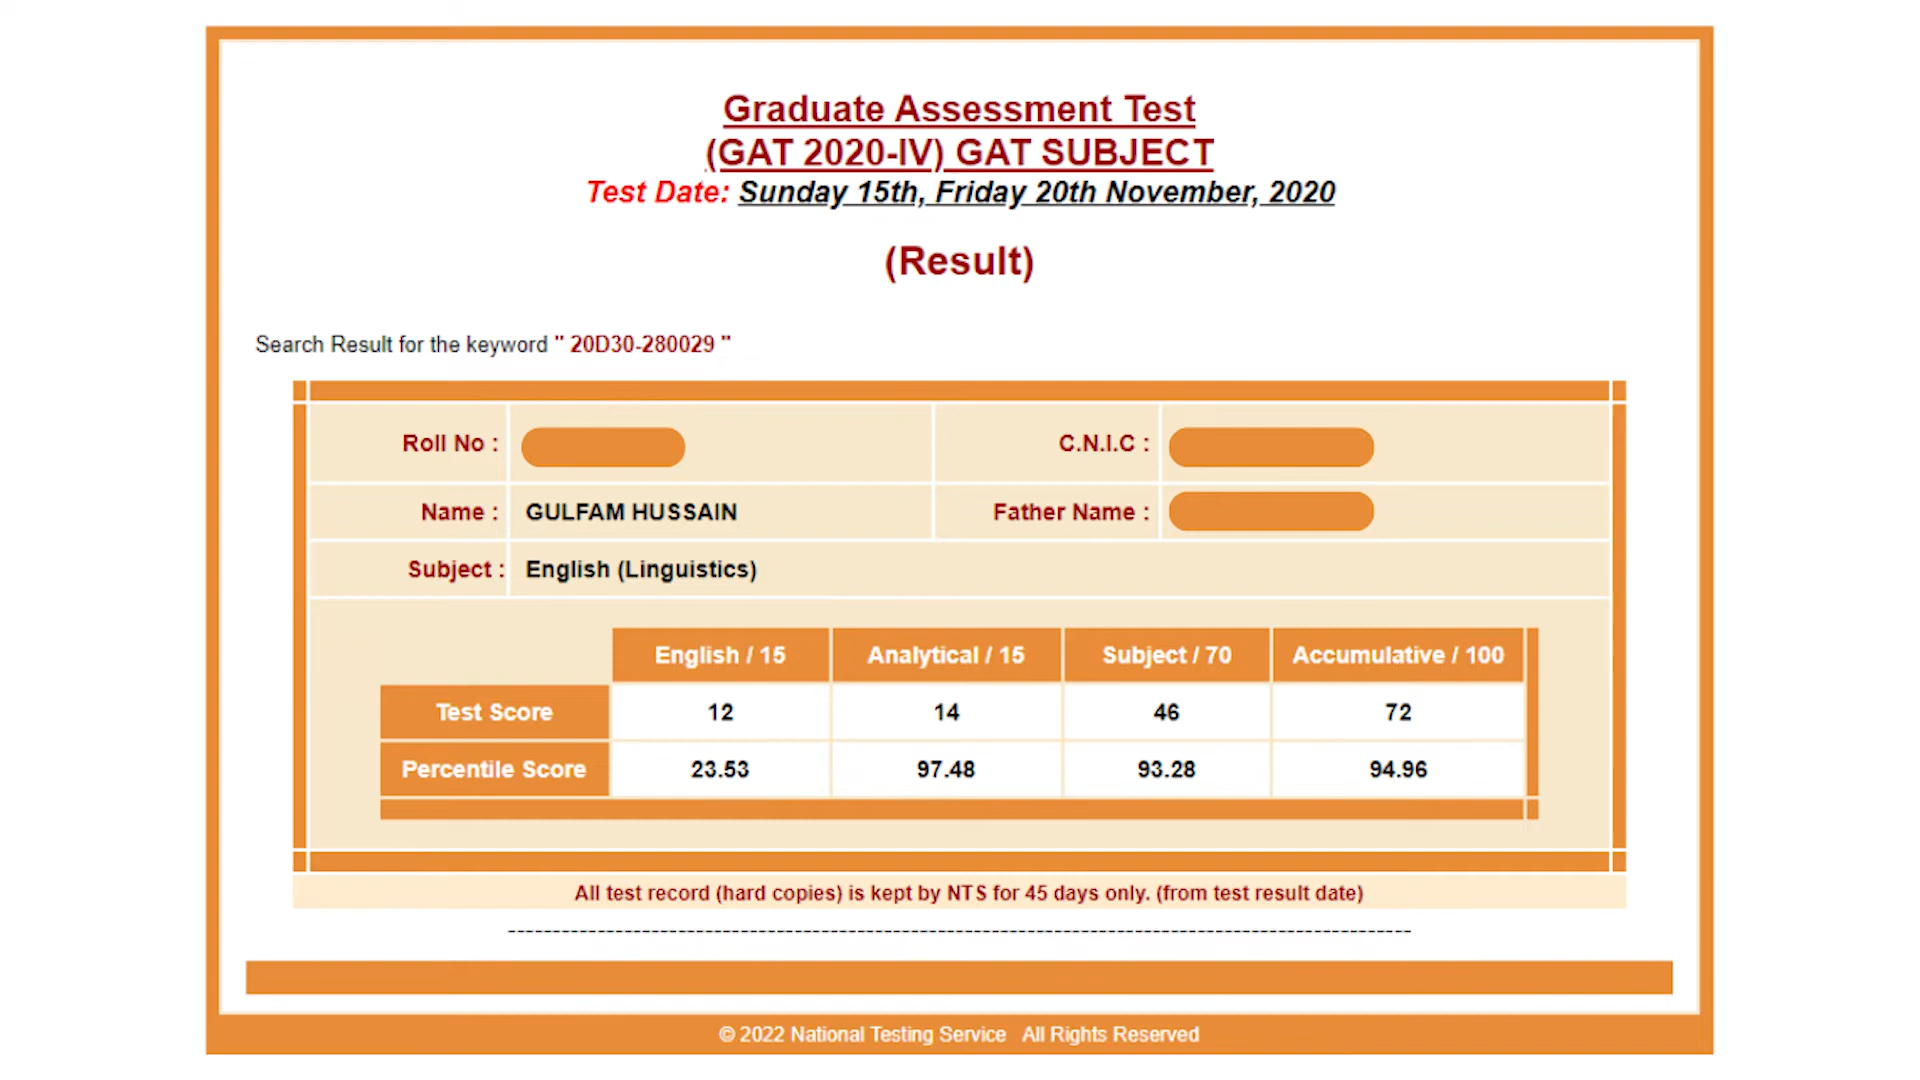 Graduate Assessment Test
(GAT 2020-IV) GAT SUBJECT
Test Date: Sunday 15th, Friday 20th November, 2020
(Result)
Search Result for the keyword " 20D30-280029 "
Roll No : C.N.I.C :
Name : GULFAM HUSSAIN Father Name :
Subject : English (Linguistics)
English / 15 Analytical / 15 Subject / 70 Accumulative / 100
Test Score 12 14 46 72
Percentile Score 23.53 97.48 93.28 94.96
All test record (hard copies) is kept by NTS for 45 days only. (from test result date)
© 2022 National Testing Service All Rights Reserved